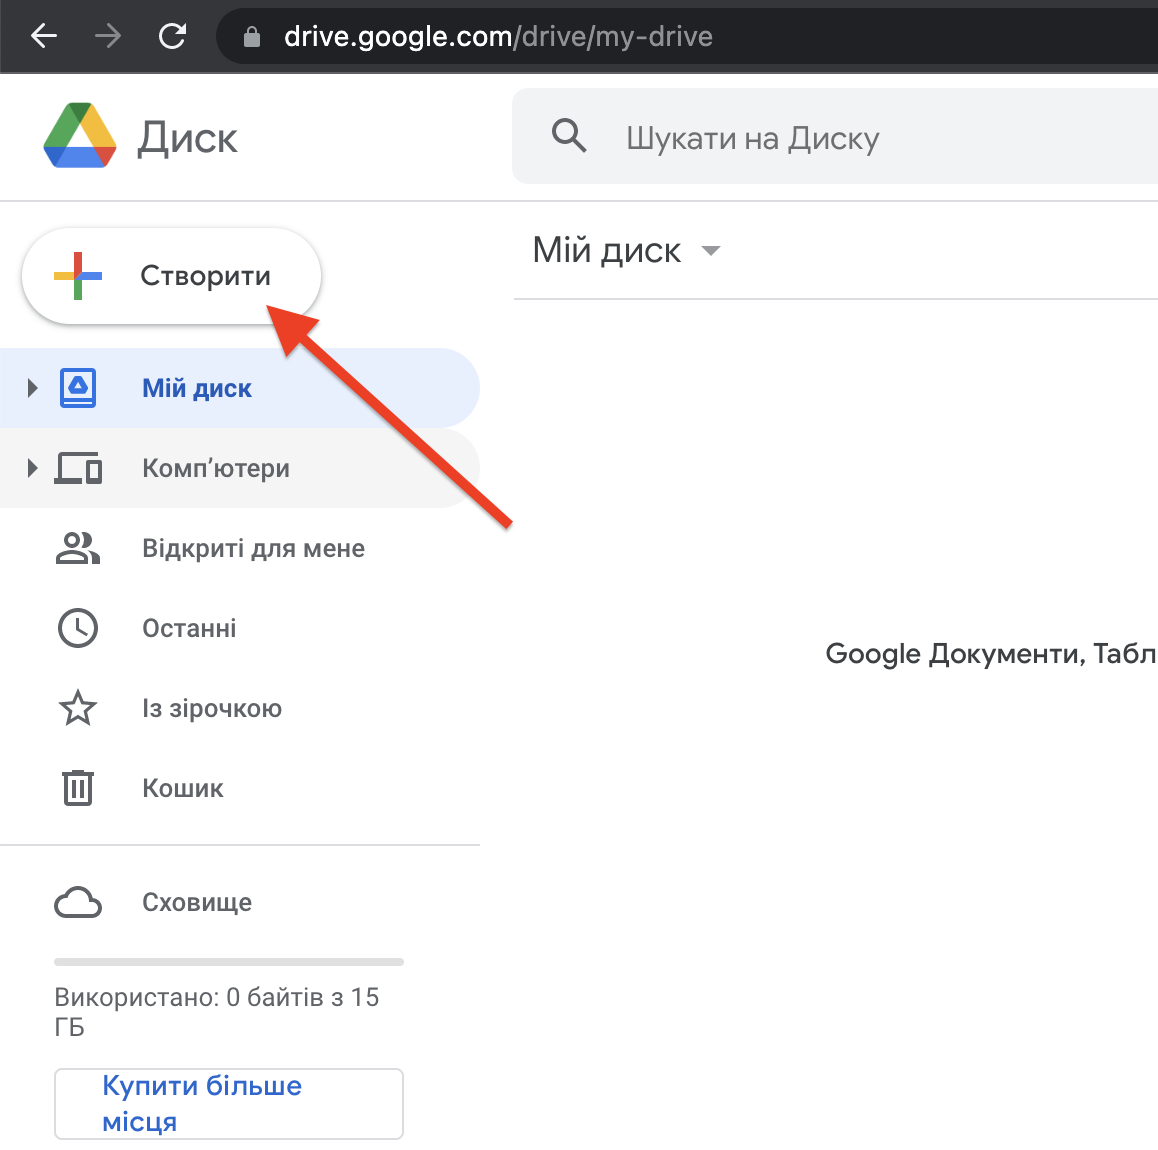 drive.google.com/drive/my-drive
Диск
Шукати на Диску
Створити
Мій диск
Мій диск
Комп’ютери
Відкриті для мене
Останні
Із зірочкою
Кошик
Google Документи, Табл
Сховище
Використано: 0 байтів з 15
ГБ
Купити більше
місця